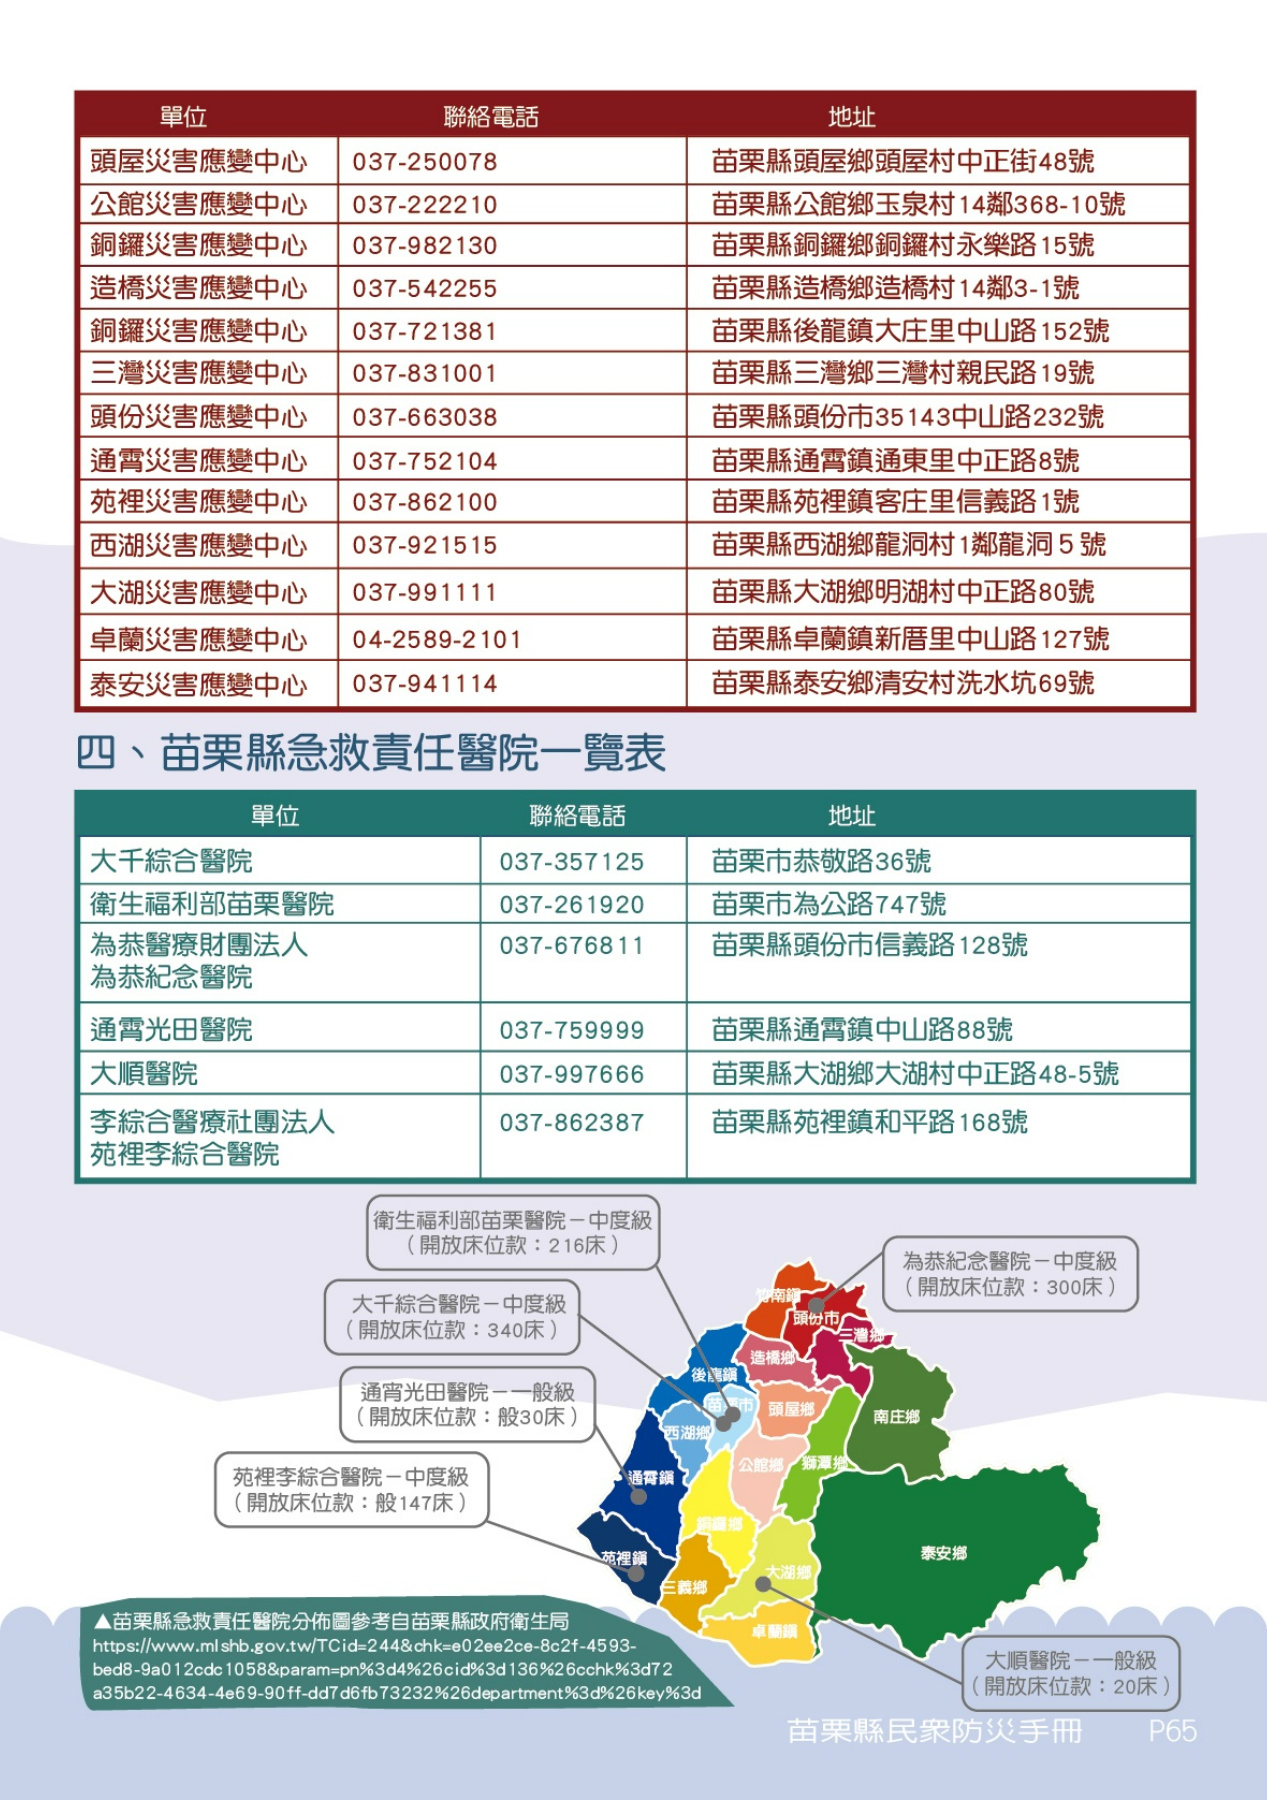 單位 聯絡電話 地址
頭屋災害應變中心 037-250078 苗栗縣頭屋鄉頭屋村中正街48號
公館災害應變中心 037-222210 苗栗縣公館鄉玉泉村14鄰368-10號
銅鑼災害應變中心 037-982130 苗栗縣銅鑼鄉銅鑼村永樂路15號
造橋災害應變中心 037-542255 苗栗縣造橋鄉造橋村14鄰3-1號
銅鑼災害應變中心 037-721381 苗栗縣後龍鎮大庄里中山路152號
三灣災害應變中心 037-831001 苗栗縣三灣鄉三灣村親民路19號
頭份災害應變中心 037-663038 苗栗縣頭份市35143中山路232號
通霄災害應變中心 037-752104 苗栗縣通霄鎮通東里中正路8號
苑裡災害應變中心 037-862100 苗栗縣苑裡鎮客庄里信義路1號
西湖災害應變中心 037-921515 苗栗縣西湖鄉龍洞村1鄰龍洞5號
大湖災害應變中心 037-991111 苗栗縣大湖鄉明湖村中正路80號
卓蘭災害應變中心 04-2589-2101 苗栗縣卓蘭鎮新厝里中山路127號
泰安災害應變中心 037-941114 苗栗縣泰安鄉清安村洗水坑69號
四、苗栗縣急救責任醫院一覽表
單位 聯絡電話 地址
大千綜合醫院 037-357125 苗栗市恭敬路36號
衛生福利部苗栗醫院 037-261920 苗栗市為公路747號
為恭醫療財團法人 037-676811 苗栗縣頭份市信義路128號
為恭紀念醫院
通霄光田醫院 037-759999 苗栗縣通霄鎮中山路88號
大順醫院 037-997666 苗栗縣大湖鄉大湖村中正路48-5號
李綜合醫療社團法人 037-862387 苗栗縣苑裡鎮和平路168號
苑裡李綜合醫院
衛生福利部苗栗醫院－中度級
（開放床位款：216床）
為恭紀念醫院－中度級
（開放床位款：300床）
大千綜合醫院－中度級
（開放床位款：340床）
通宵光田醫院－一般級
（開放床位款：般30床）
苑裡李綜合醫院－中度級
（開放床位款：般147床）
竹南鎮
頭份市
三灣鄉
造橋鄉
後龍鎮
苗栗市
頭屋鄉
南庄鄉
西湖鄉
公館鄉
獅潭鄉
通霄鎮
銅鑼鄉
泰安鄉
苑裡鎮
大湖鄉
三義鄉
卓蘭鎮
大順醫院－一般級
（開放床位款：20床）
▲苗栗縣急救責任醫院分佈圖參考自苗栗縣政府衛生局
https://www.mlshb.gov.tw/TCid=244&chk=e02ee2ce-8c2f-4593-
bed8-9a012cdc1058&param=pn%3d4%26cid%3d136%26cchk%3d72
a35b22-4634-4e69-90ff-dd7d6fb73232%26department%3d%26key%3d
苗栗縣民眾防災手冊 P65